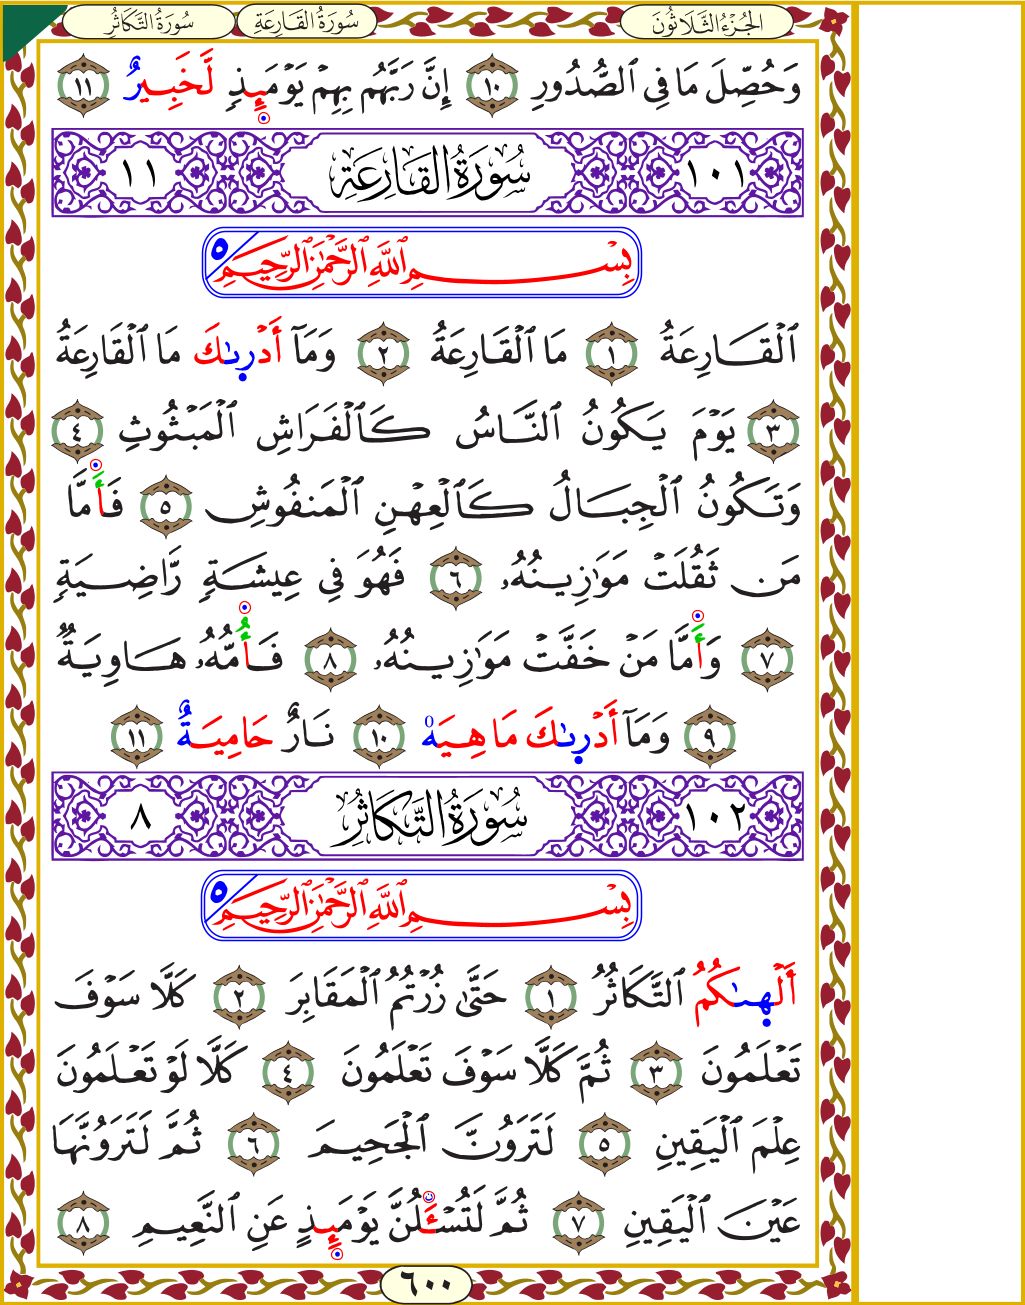 الجُزْءُ الثَّلَاثُونَ سُورَةُ القَارِعَةِ سُورَةُ التَّكَاثُرِ
وَحُصِّلَ مَا فِي ٱلصُّدُورِ ١٠ إِنَّ رَبَّهُم بِهِمْ يَوْمَئِذٖ لَّخَبِيرٌ ١١
١٠١ سُورَةُ القَارِعَةِ ١١
بِسْمِ ٱللَّهِ ٱلرَّحْمَٰنِ ٱلرَّحِيمِ ٥
ٱلْقَارِعَةُ ١ مَا ٱلْقَارِعَةُ ٢ وَمَآ أَدْرىٰكَ مَا ٱلْقَارِعَةُ
٣ يَوْمَ يَكُونُ ٱلنَّاسُ كَٱلْفَرَاشِ ٱلْمَبْثُوثِ ٤
وَتَكُونُ ٱلْجِبَالُ كَٱلْعِهْنِ ٱلْمَنفُوشِ ٥ فَأَمَّا
مَن ثَقُلَتْ مَوَٰزِينُهُۥ ٦ فَهُوَ فِي عِيشَةٖ رَّاضِيَةٖ
٧ وَأَمَّا مَنْ خَفَّتْ مَوَٰزِينُهُۥ ٨ فَأُمُّهُۥ هَاوِيَةٞ
٩ وَمَآ أَدْرىٰكَ مَا هِيَهْ ١٠ نَارٌ حَامِيَةٌ ١١
١٠٢ سُورَةُ التَّكَاثُرِ ٨
بِسْمِ ٱللَّهِ ٱلرَّحْمَٰنِ ٱلرَّحِيمِ ٥
أَلْهىٰكُمُ ٱلتَّكَاثُرُ ١ حَتَّىٰ زُرْتُمُ ٱلْمَقَابِرَ ٢ كَلَّا سَوْفَ
تَعْلَمُونَ ٣ ثُمَّ كَلَّا سَوْفَ تَعْلَمُونَ ٤ كَلَّا لَوْ تَعْلَمُونَ
عِلْمَ ٱلْيَقِينِ ٥ لَتَرَوُنَّ ٱلْجَحِيمَ ٦ ثُمَّ لَتَرَوُنَّهَا
عَيْنَ ٱلْيَقِينِ ٧ ثُمَّ لَتُسْـَٔلُنَّ يَوْمَئِذٍ عَنِ ٱلنَّعِيمِ ٨
٦٠٠